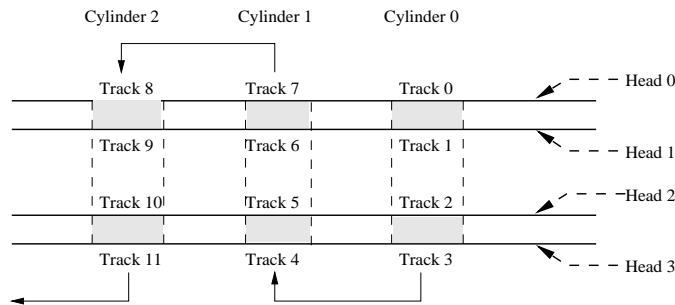 Cylinder 2 Cylinder 1 Cylinder 0
Track 8 Track 7 Track 0 Head 0
Track 9 Track 6 Track 1 Head 1
Track 10 Track 5 Track 2 Head 2
Track 11 Track 4 Track 3 Head 3